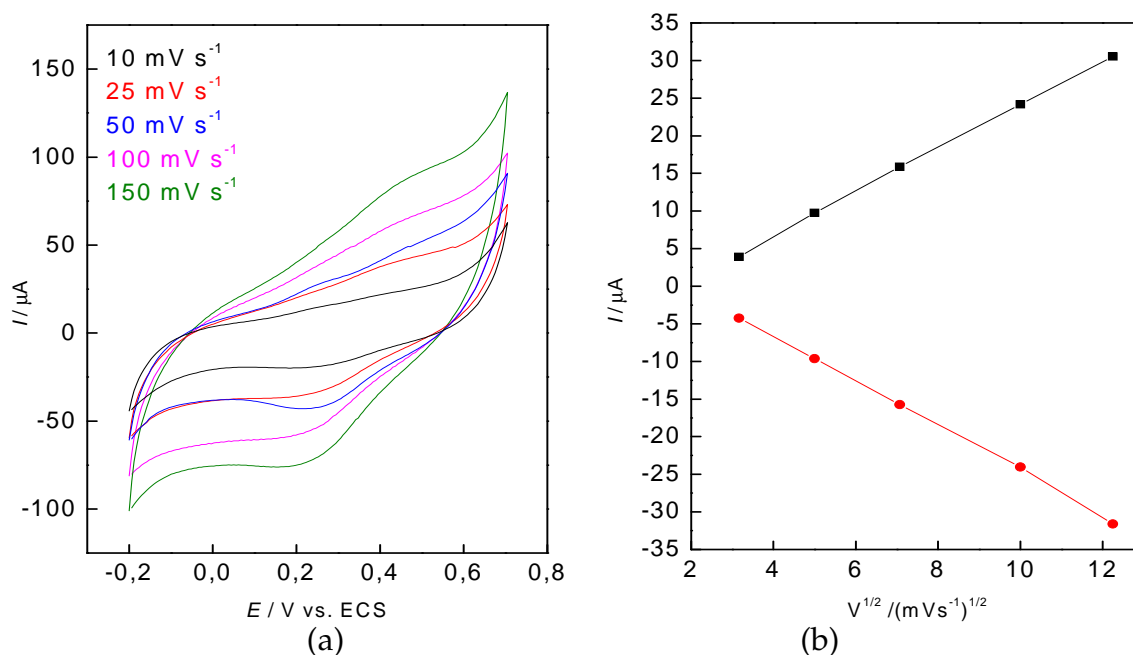 10 mV s⁻¹
25 mV s⁻¹
50 mV s⁻¹
100 mV s⁻¹
150 mV s⁻¹
150
100
50
0
-50
-100
I / µA
-0,2 0,0 0,2 0,4 0,6 0,8
E / V vs. ECS
(a)
35
30
25
20
15
10
5
0
-5
-10
-15
-20
-25
-30
-35
I / µA
2 4 6 8 10 12
V^1/2 /(mVs⁻¹)^1/2
(b)